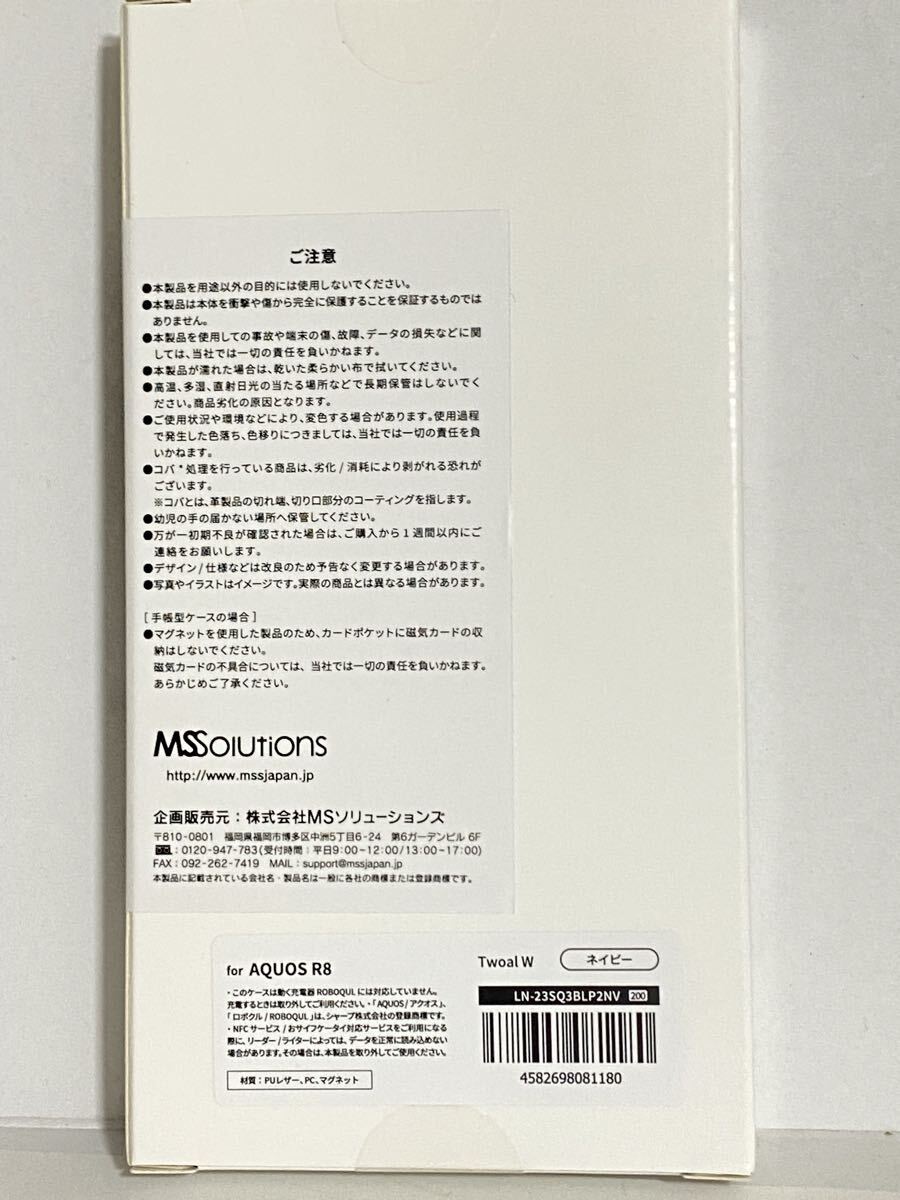 ご注意
●本製品を用途以外の目的には使用しないでください。
●本製品は本体を衝撃や傷から完全に保護することを保証するものでは
ありません。
●本製品を使用しての事故や端末の傷、故障、データの損失などに関
しては、当社では一切の責任を負いかねます。
●本製品が濡れた場合は、乾いた柔らかい布で拭いてください。
●高温、多湿、直射日光の当たる場所などで長期保管はしないでく
ださい。商品劣化の原因となります。
●ご使用状況や環境などにより、変色する場合があります。使用過程
で発生した色落ち、色移りにつきましては、当社では一切の責任を負
いかねます。
●コバ*処理を行っている商品は、劣化/消耗により剥がれる恐れが
ございます。
※コバとは、革製品の切れ端、切り口部分のコーティングを指します。
●幼児の手の届かない場所へ保管してください。
●万が一初期不良が確認された場合は、ご購入から1週間以内にご
連絡をお願いします。
●デザイン/仕様などは改良のため予告なく変更する場合があります。
●写真やイラストはイメージです。実際の商品とは異なる場合があります。
[手帳型ケースの場合]
●マグネットを使用した製品のため、カードポケットに磁気カードの収
納はしないでください。
磁気カードの不具合については、当社では一切の責任を負いかねます。
あらかじめご了承ください。
MSSolutions
http://www.mssjapan.jp
企画販売元：株式会社MSソリューションズ
〒810-0801 福岡県福岡市博多区中洲5丁目6-24 第6ガーデンビル 6F
：0120-947-783(受付時間：平日9:00~12:00/13:00~17:00)
FAX：092-262-7419 MAIL：support@mssjapan.jp
本製品に記載されている会社名・製品名は一般に各社の商標または登録商標です。
for AQUOS R8
・このケースは動く充電器 ROBOQULには対応していません。
充電するときは取り外してご利用ください。・「AQUOS/アクオス」、
「ロボクル/ROBOQUL」は、シャープ株式会社の登録商標です。
・NFCサービス/おサイフケータイ対応サービスをご利用になる
際に、リーダー/ライターによっては、データを正常に読み込めない
場合があります。その場合は、本製品を取り外してご使用ください。
材質：PUレザー、PC、マグネット
Twoal W ネイビー
LN-23SQ3BLP2NV 200
4582698081180